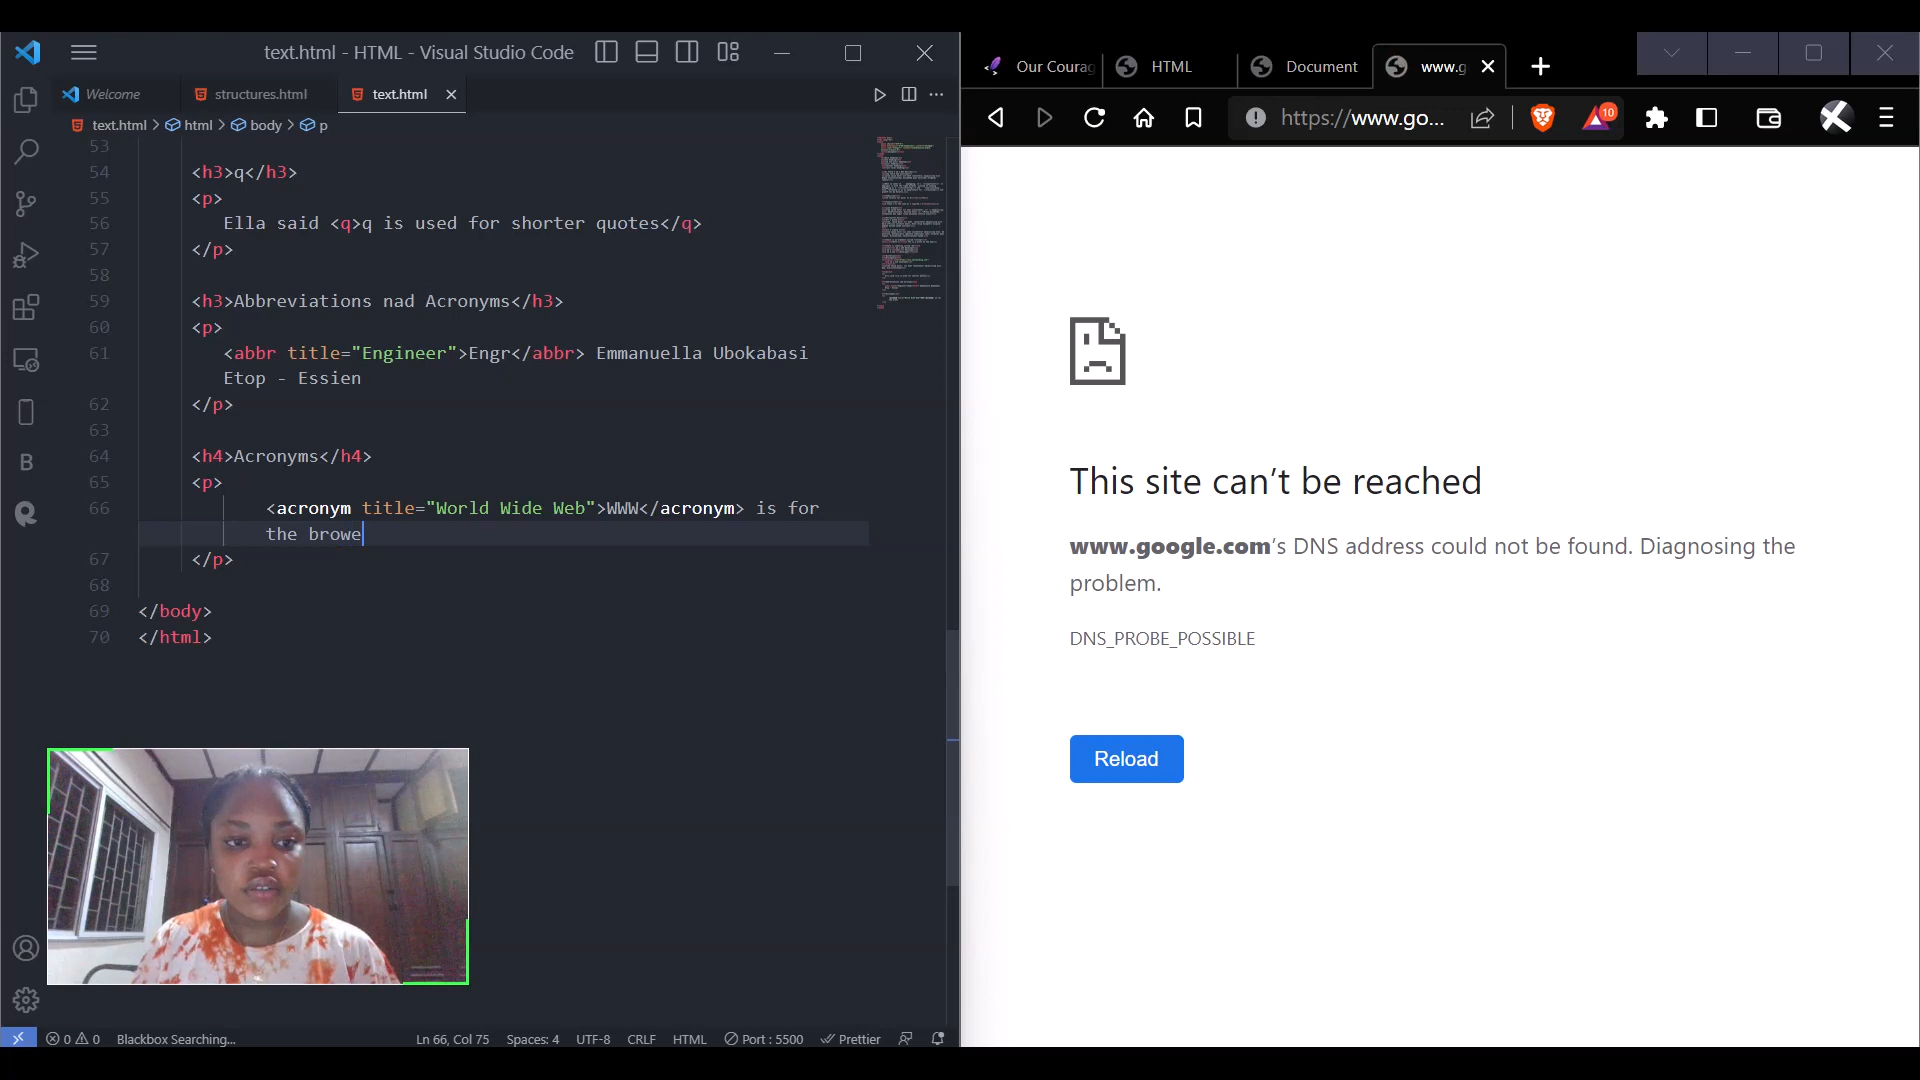 text.html - HTML - Visual Studio Code
Welcome
structures.html
text.html
text.html > html > body > p
53
54 <h3>q</h3>
55 <p>
56 Ella said <q>q is used for shorter quotes</q>
57 </p>
58
59 <h3>Abbreviations nad Acronyms</h3>
60 <p>
61 <abbr title="Engineer">Engr</abbr> Emmanuella Ubokabasi
Etop - Essien
62 </p>
63
64 <h4>Acronyms</h4>
65 <p>
66 <acronym title="World Wide Web">WWW</acronym> is for
the browe
67 </p>
68
69 </body>
70 </html>
B
0 0
Blackbox Searching...
Ln 66, Col 75
Spaces: 4
UTF-8
CRLF
HTML
Port : 5500
Prettier
Our Courag
HTML
Document
www.g
https://www.go...
10
This site can’t be reached
www.google.com’s DNS address could not be found. Diagnosing the
problem.
DNS_PROBE_POSSIBLE
Reload